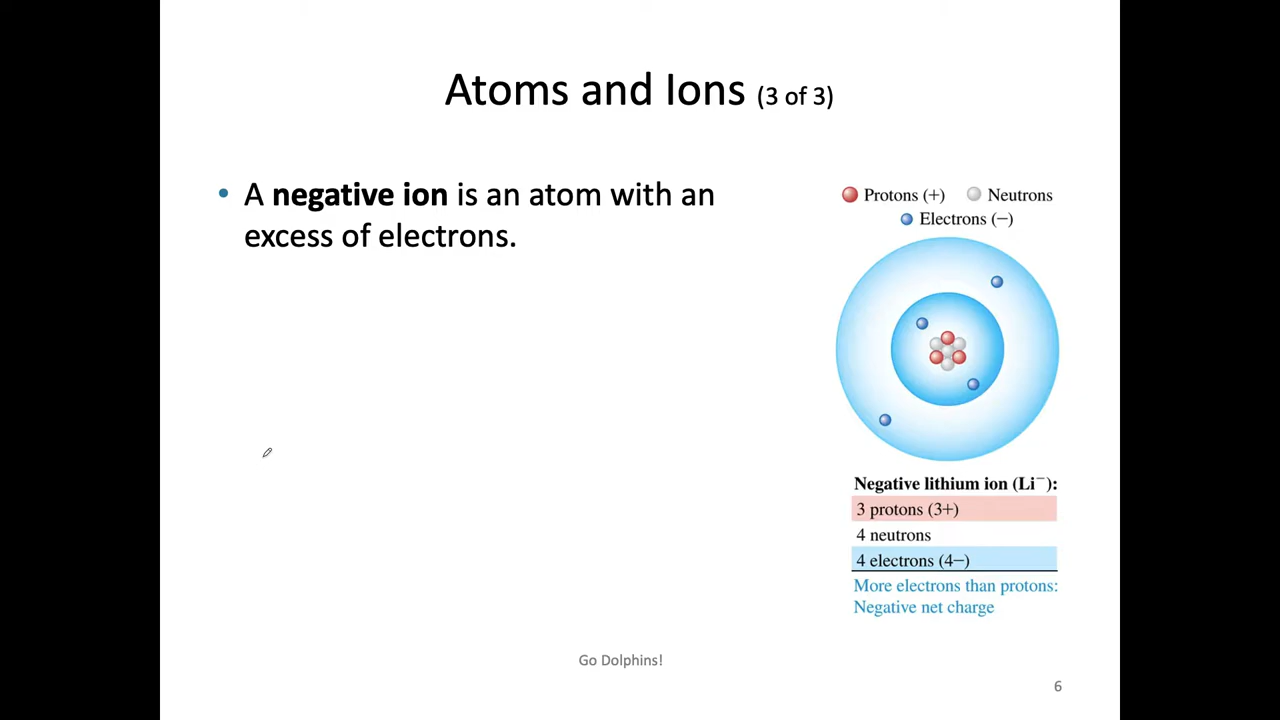 Atoms and Ions (3 of 3)
• A negative ion is an atom with an
excess of electrons.
Protons (+) Neutrons
Electrons (−)
Negative lithium ion (Li⁻):
3 protons (3+)
4 neutrons
4 electrons (4−)
More electrons than protons:
Negative net charge
Go Dolphins!
6